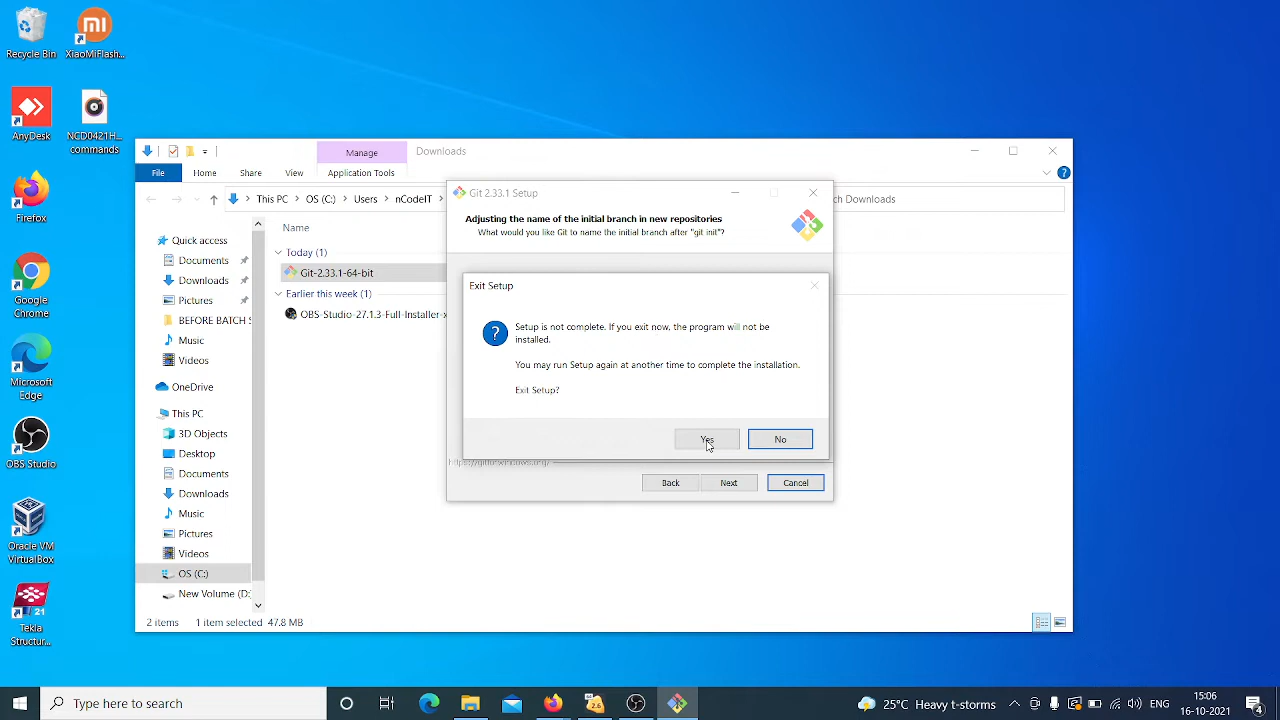 Recycle Bin
XiaoMiFlash...
AnyDesk
NCD0421H...
commands
Firefox
Google
Chrome
Microsoft
Edge
OBS Studio
Oracle VM
VirtualBox
Tekla
Structur...
Manage
Downloads
File
Home
Share
View
Application Tools
This PC
OS (C:)
Users
nCodeIT
rch Downloads
Quick access
Documents
Downloads
Pictures
BEFORE BATCH S
Music
Videos
OneDrive
This PC
3D Objects
Desktop
Documents
Downloads
Music
Pictures
Videos
OS (C:)
New Volume (D:
Name
Today (1)
Git-2.33.1-64-bit
Earlier this week (1)
OBS-Studio-27.1.3-Full-Installer-x
2 items
1 item selected 47.8 MB
Git 2.33.1 Setup
Adjusting the name of the initial branch in new repositories
What would you like Git to name the initial branch after "git init"?
Exit Setup
Setup is not complete. If you exit now, the program will not be
installed.
You may run Setup again at another time to complete the installation.
Exit Setup?
Yes
No
https://gitforwindows.org/
Back
Next
Cancel
Type here to search
25°C Heavy t-storms
ENG
15:06
16-10-2021
2.6
21
4